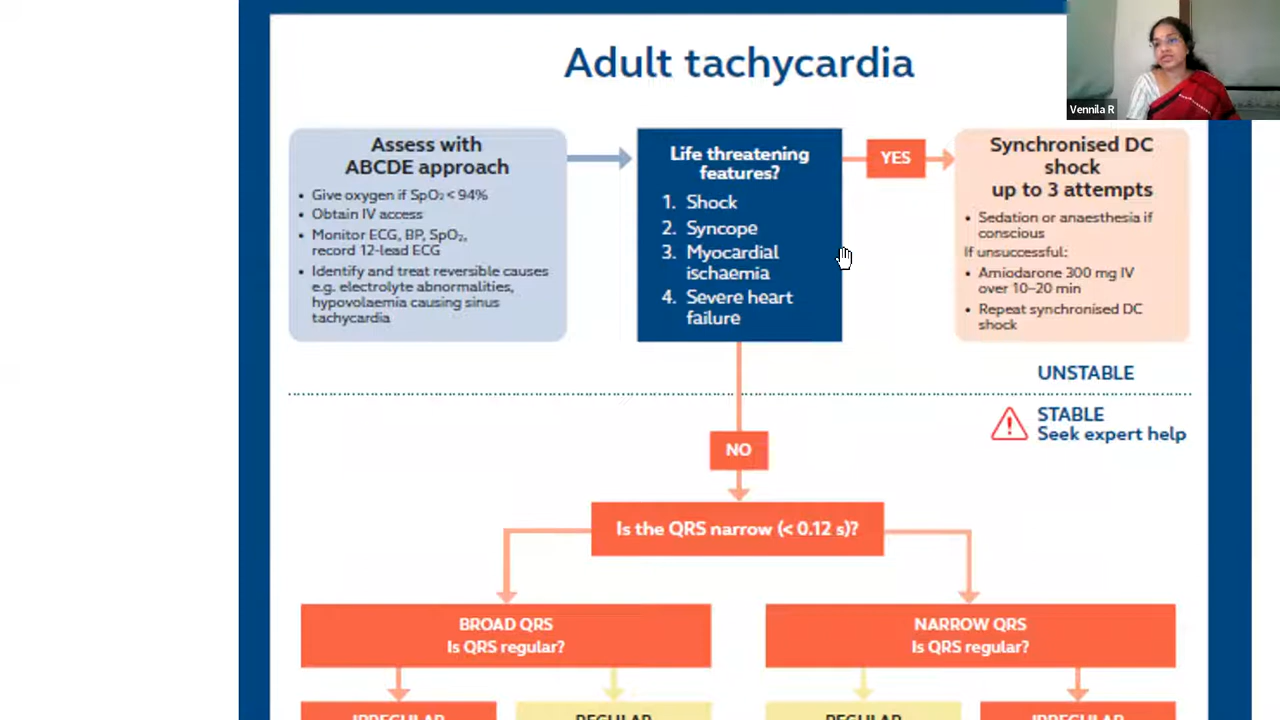 Adult tachycardia
Vennila R
Assess with
ABCDE approach
• Give oxygen if SpO₂ < 94%
• Obtain IV access
• Monitor ECG, BP, SpO₂,
record 12-lead ECG
• Identify and treat reversible causes
e.g. electrolyte abnormalities,
hypovolaemia causing sinus
tachycardia
Life threatening
features?
1. Shock
2. Syncope
3. Myocardial
ischaemia
4. Severe heart
failure
YES
Synchronised DC
shock
up to 3 attempts
• Sedation or anaesthesia if
conscious
If unsuccessful:
• Amiodarone 300 mg IV
over 10–20 min
• Repeat synchronised DC
shock
UNSTABLE
STABLE
Seek expert help
NO
Is the QRS narrow (< 0.12 s)?
BROAD QRS
Is QRS regular?
NARROW QRS
Is QRS regular?
IRREGULAR
REGULAR
REGULAR
IRREGULAR